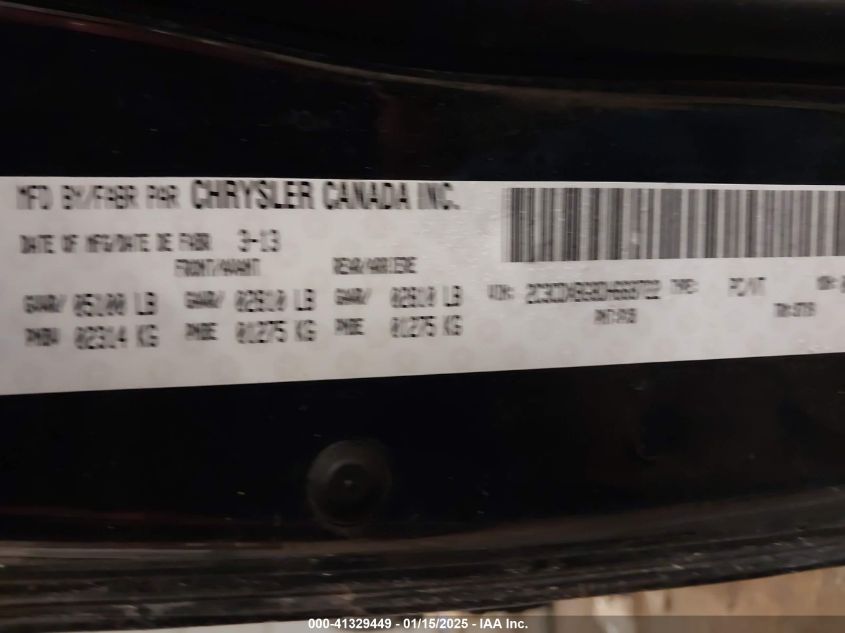 MFD BY/FABR PAR CHRYSLER CANADA INC.
DATE OF MFG/DATE DE FABR 3-13
FRONT/AVANT REAR/ARRIERE
GVWR/ 05100 LB GAWR/ 02810 LB GAWR/ 02810 LB VIN: TYPE:
PNBV 02314 KG PNBE 01275 KG PNBE 01275 KG
000-41329449 - 01/15/2025 - IAA Inc.